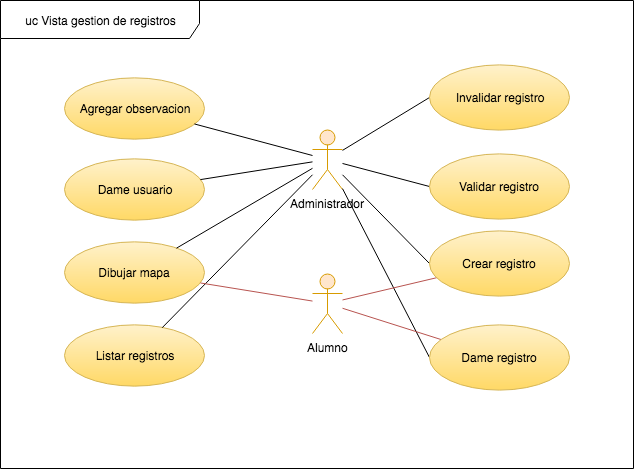 uc Vista gestion de registros
Agregar observacion
Invalidar registro
Dame usuario
Validar registro
Administrador
Dibujar mapa
Crear registro
Alumno
Listar registros
Dame registro